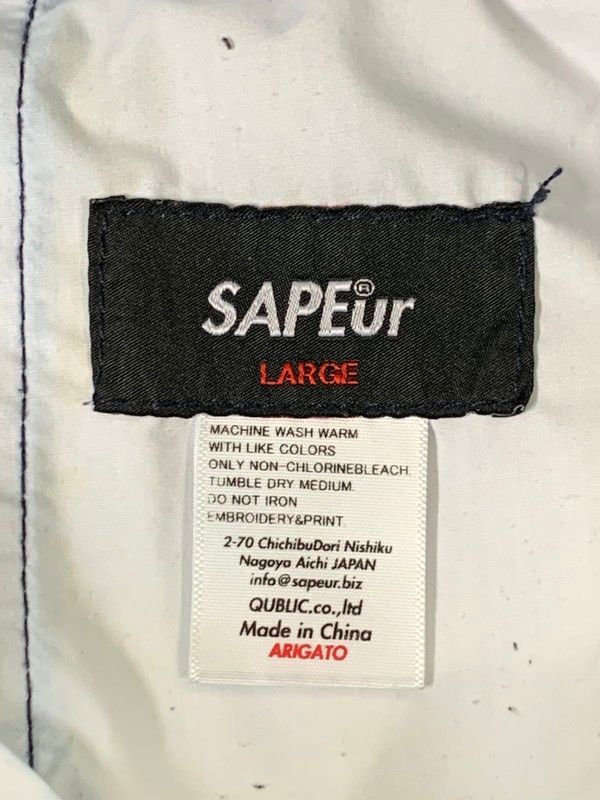 SAPEur®
LARGE
MACHINE WASH WARM
WITH LIKE COLORS
ONLY NON-CHLORINEBLEACH.
TUMBLE DRY MEDIUM.
DO NOT IRON
EMBROIDERY&PRINT.
2-70 ChichibuDori Nishiku
Nagoya Aichi JAPAN
info@sapeur.biz
QUBLIC.co.,ltd
Made in China
ARIGATO